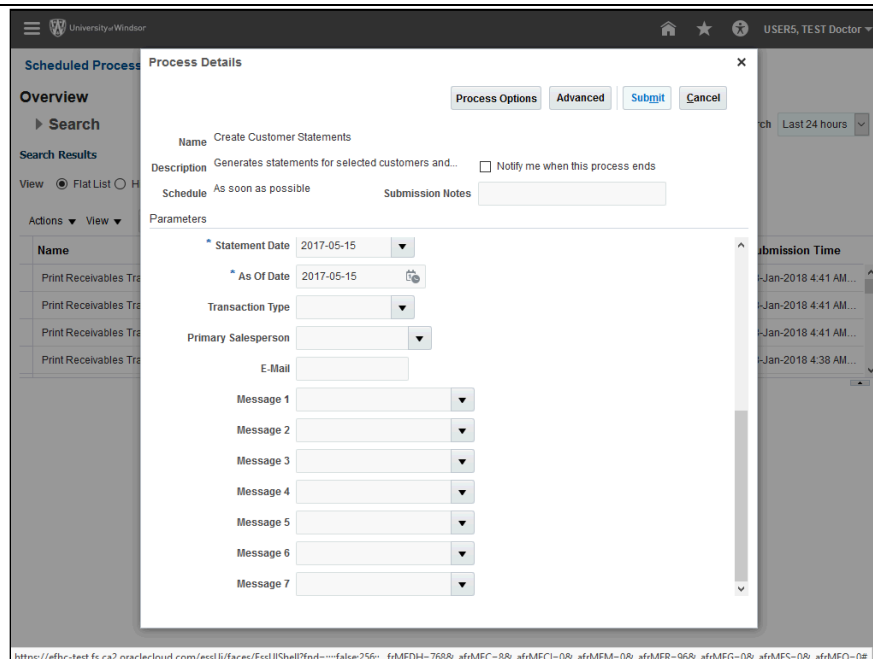 University of Windsor
USER5, TEST Doctor
Scheduled Process
Process Details
×
Overview
Process Options Advanced Submit Cancel
Search
rch Last 24 hours
Name Create Customer Statements
Search Results
Description Generates statements for selected customers and... Notify me when this process ends
View Flat List H
Schedule As soon as possible Submission Notes
Actions View
Parameters
* Statement Date 2017-05-15
Name
ubmission Time
* As Of Date 2017-05-15
Print Receivables Tra
-Jan-2018 4:41 AM...
Transaction Type
Print Receivables Tra
-Jan-2018 4:41 AM...
Primary Salesperson
Print Receivables Tra
-Jan-2018 4:41 AM...
E-Mail
Print Receivables Tra
-Jan-2018 4:38 AM...
Message 1
Message 2
Message 3
Message 4
Message 5
Message 6
Message 7